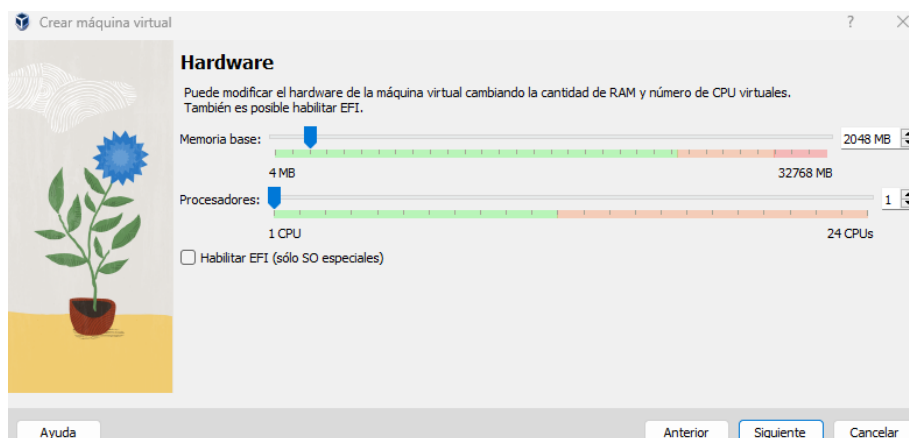 Crear máquina virtual
Hardware
Puede modificar el hardware de la máquina virtual cambiando la cantidad de RAM y número de CPU virtuales.
También es posible habilitar EFI.
Memoria base:
2048 MB
4 MB
32768 MB
Procesadores:
1
1 CPU
24 CPUs
Habilitar EFI (sólo SO especiales)
Ayuda
Anterior
Siguiente
Cancelar